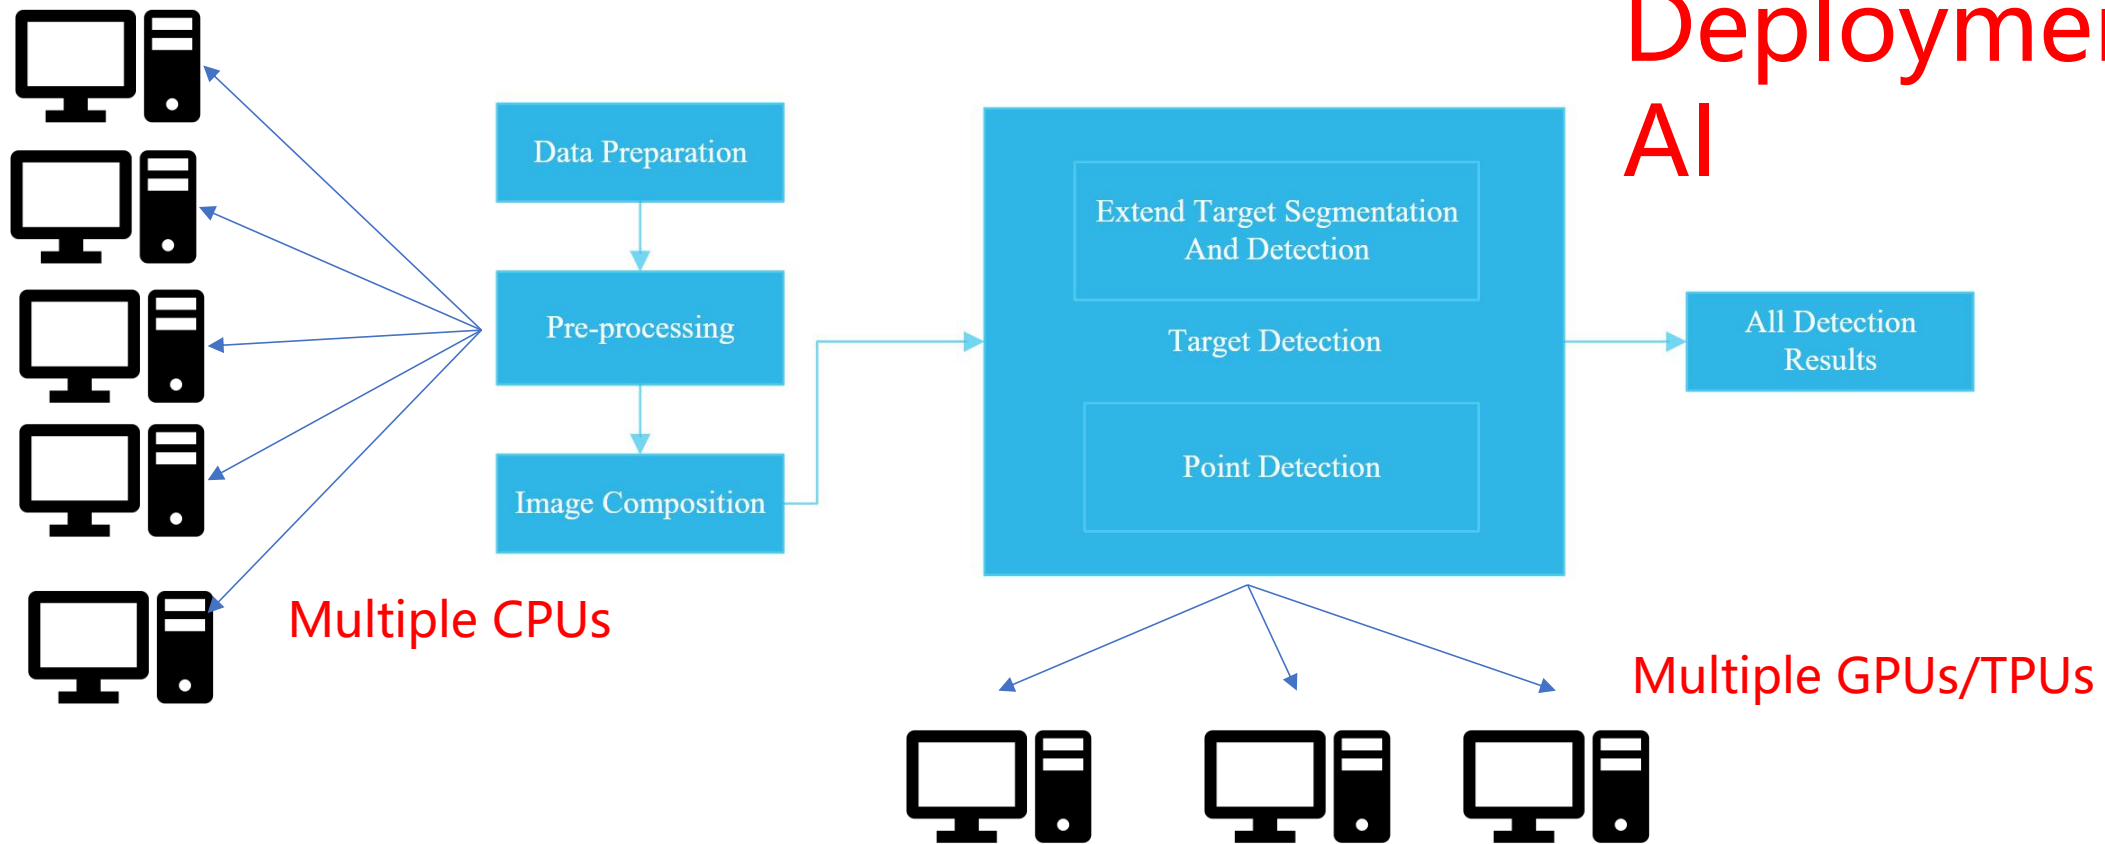 Deployme
AI
Data Preparation
Pre-processing
Image Composition
Extend Target Segmentation
And Detection
Target Detection
Point Detection
All Detection
Results
Multiple CPUs
Multiple GPUs/TPUs